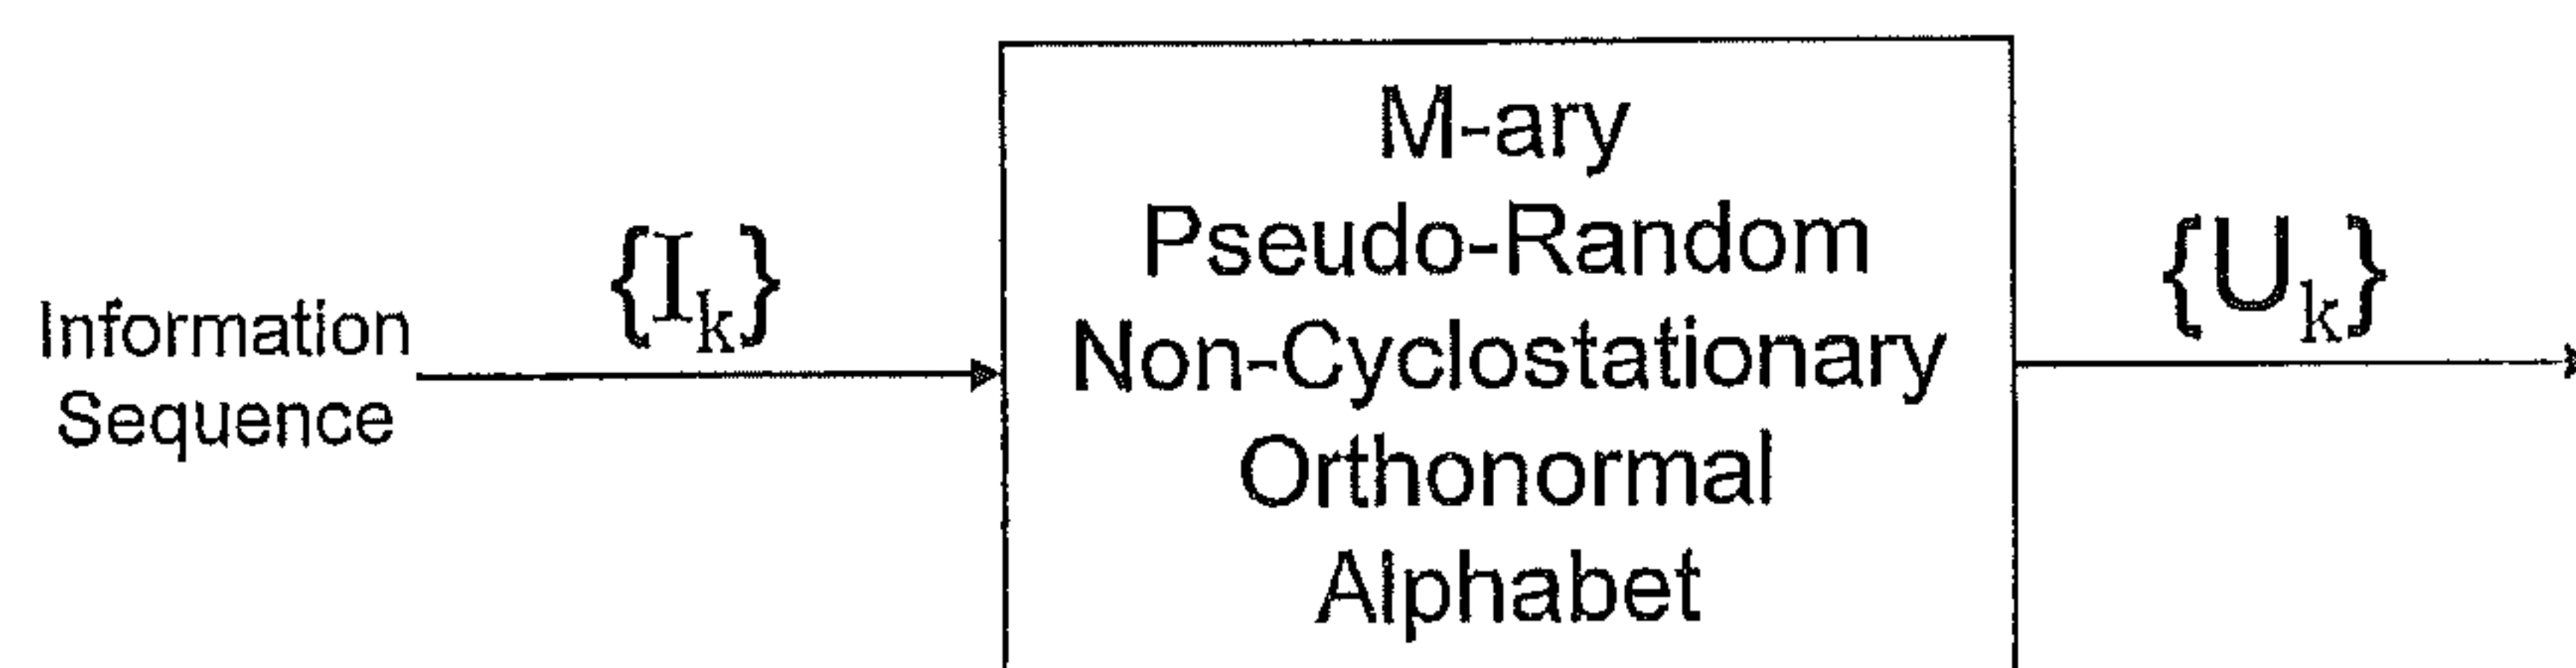 Information
Sequence
{I_k}
M-ary
Pseudo-Random
Non-Cyclostationary
Orthonormal
Alphabet
{U_k}